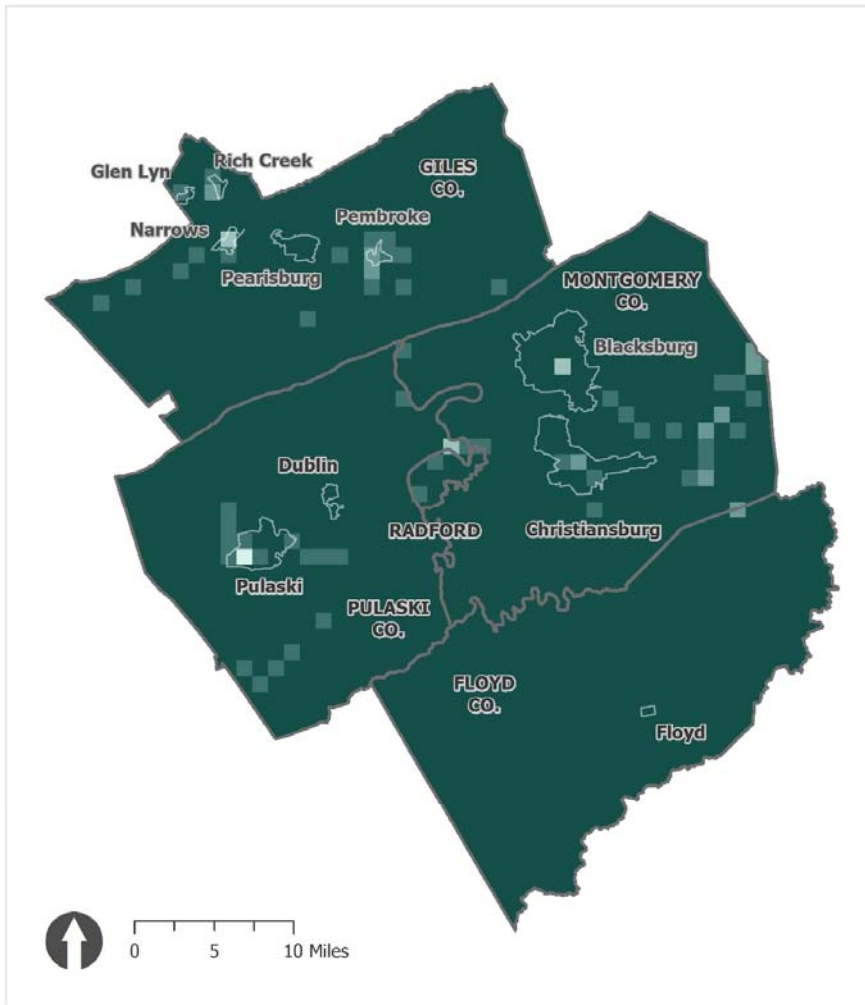 Glen Lyn
Rich Creek
GILES
CO.
Narrows
Pembroke
Pearisburg
MONTGOMERY
CO.
Blacksburg
Dublin
RADFORD
Christiansburg
Pulaski
PULASKI
CO.
FLOYD
CO.
Floyd
0 5 10 Miles